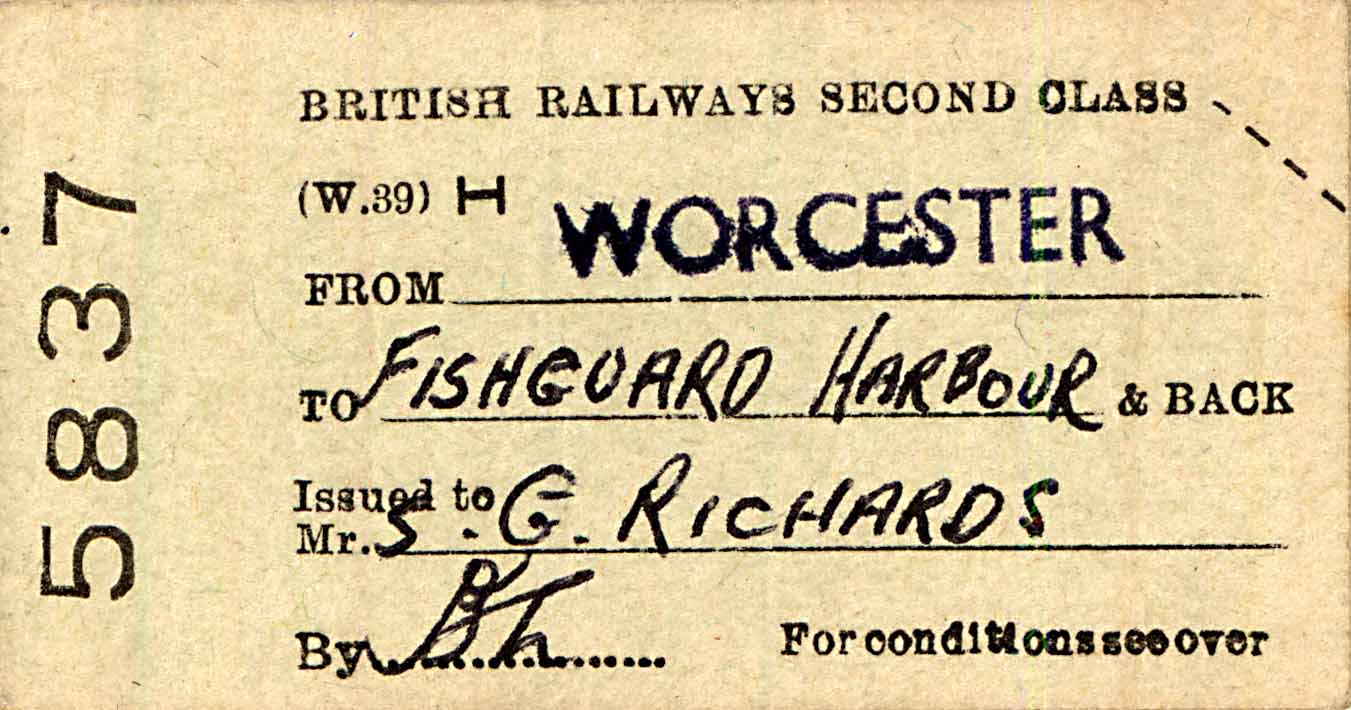 BRITISH RAILWAYS SECOND CLASS
(W.39) H
FROM WORCESTER
TO FISHGUARD HARBOUR & BACK
Issued to
Mr. S. G. RICHARDS
By
For conditions see over
5837